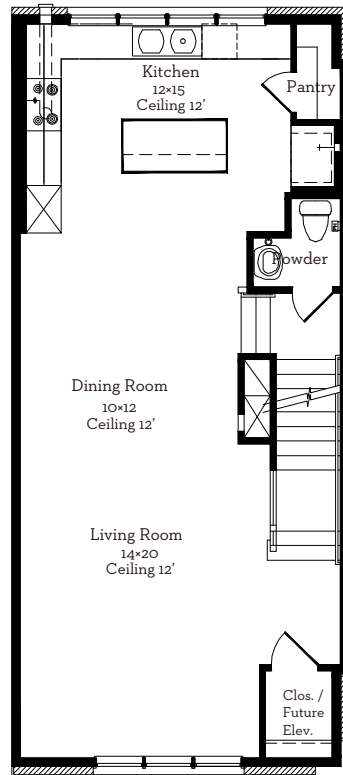 Kitchen
12×15
Ceiling 12'
Pantry
Powder
Dining Room
10×12
Ceiling 12'
Living Room
14×20
Ceiling 12'
Clos. /
Future
Elev.